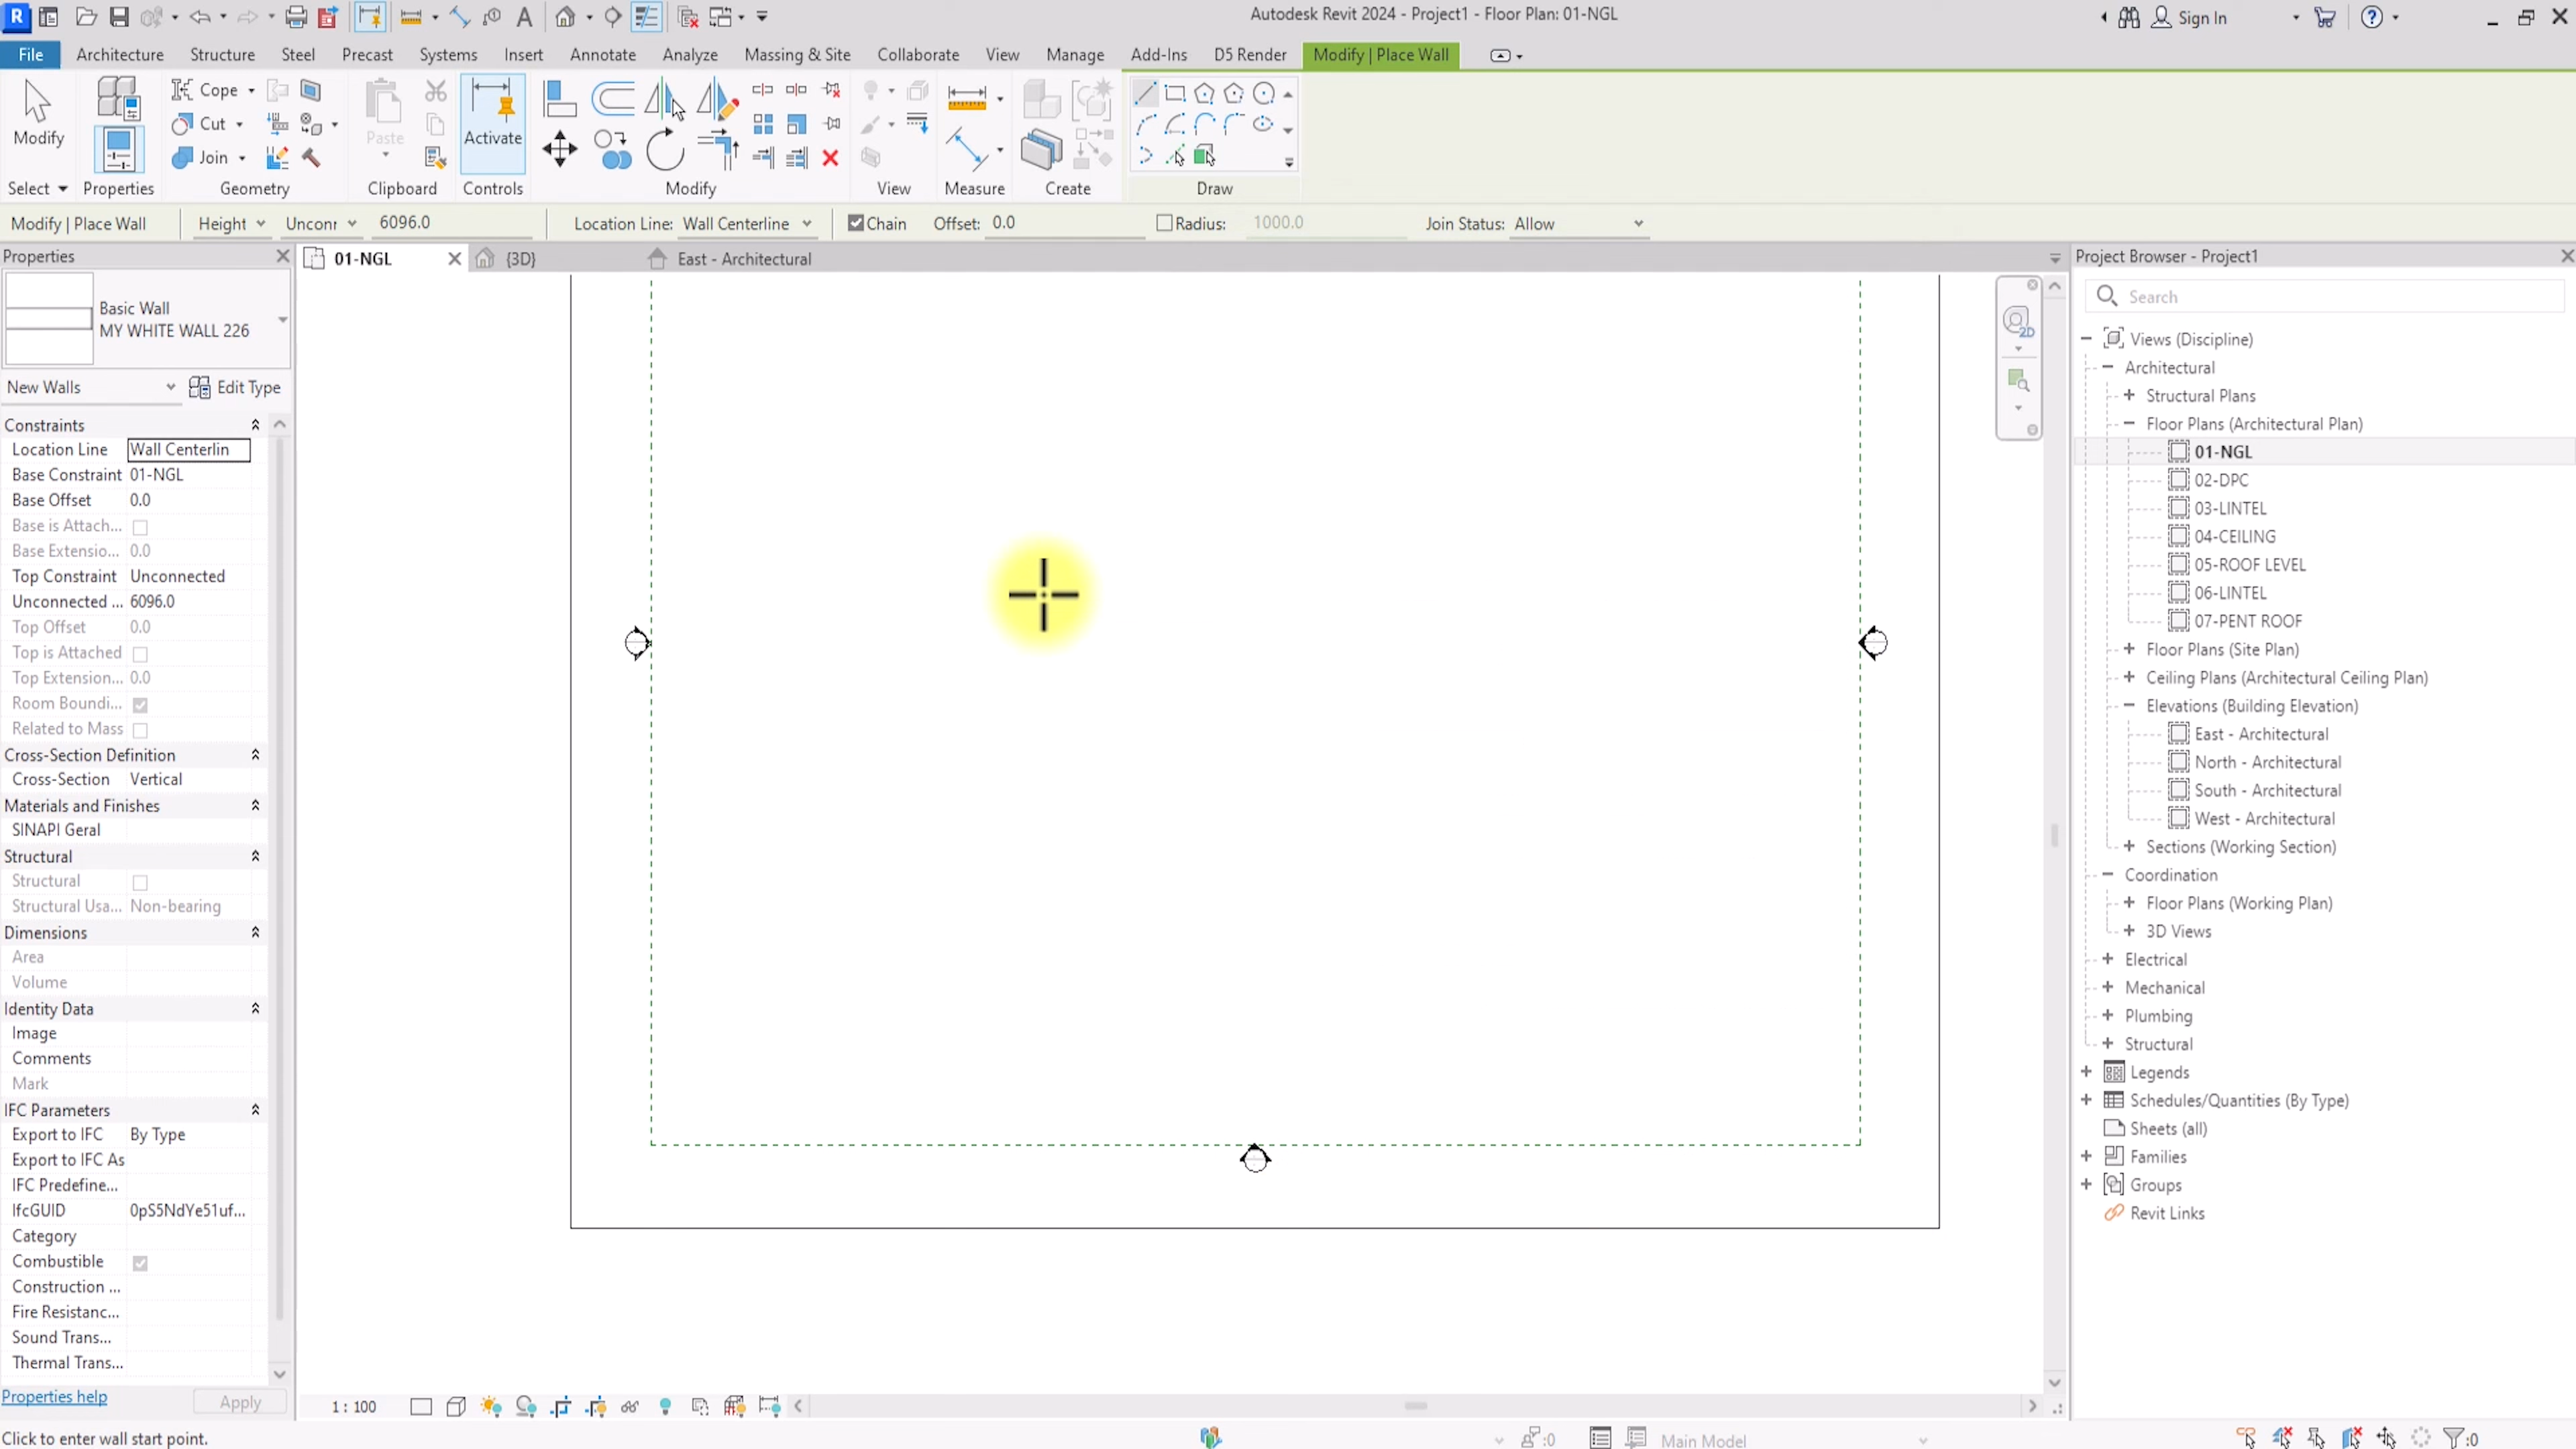 Autodesk Revit 2024 - Project1 - Floor Plan: 01-NGL
Sign In
File Architecture Structure Steel Precast Systems Insert Annotate Analyze Massing & Site Collaborate View Manage Add-Ins D5 Render Modify | Place Wall
Modify
Cope
Cut
Join
Paste
Activate
Select Properties Geometry Clipboard Controls Modify View Measure Create Draw
Modify | Place Wall Height Unconr 6096.0 Location Line: Wall Centerline Chain Offset: 0.0 Radius: 1000.0 Join Status: Allow
Properties
01-NGL {3D} East - Architectural
Basic Wall
MY WHITE WALL 226
New Walls Edit Type
Constraints
Location Line Wall Centerlin
Base Constraint 01-NGL
Base Offset 0.0
Base is Attach...
Base Extensio... 0.0
Top Constraint Unconnected
Unconnected ... 6096.0
Top Offset 0.0
Top is Attached
Top Extension... 0.0
Room Boundi...
Related to Mass
Cross-Section Definition
Cross-Section Vertical
Materials and Finishes
SINAPI Geral
Structural
Structural
Structural Usa... Non-bearing
Dimensions
Area
Volume
Identity Data
Image
Comments
Mark
IFC Parameters
Export to IFC By Type
Export to IFC As
IFC Predefine...
IfcGUID 0pS5NdYe51uf...
Category
Combustible
Construction ...
Fire Resistanc...
Sound Trans...
Thermal Trans...
Properties help Apply
2D
1 : 100
Click to enter wall start point.
:0
Main Model
:0
Project Browser - Project1
Search
Views (Discipline)
Architectural
Structural Plans
Floor Plans (Architectural Plan)
01-NGL
02-DPC
03-LINTEL
04-CEILING
05-ROOF LEVEL
06-LINTEL
07-PENT ROOF
Floor Plans (Site Plan)
Ceiling Plans (Architectural Ceiling Plan)
Elevations (Building Elevation)
East - Architectural
North - Architectural
South - Architectural
West - Architectural
Sections (Working Section)
Coordination
Floor Plans (Working Plan)
3D Views
Electrical
Mechanical
Plumbing
Structural
Legends
Schedules/Quantities (By Type)
Sheets (all)
Families
Groups
Revit Links